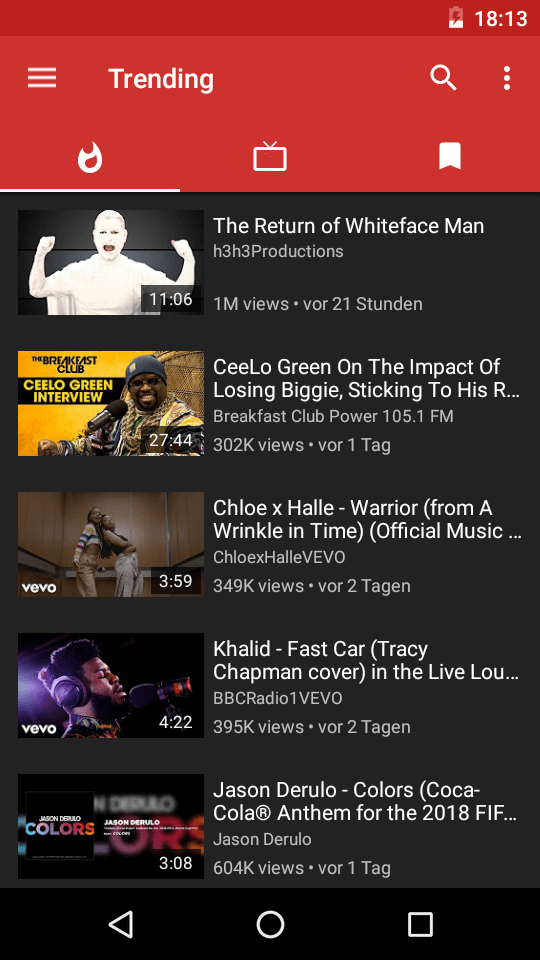 18:13
Trending
The Return of Whiteface Man
h3h3Productions
11:06
1M views • vor 21 Stunden
THE BREAKFAST
CLUB
CEELO GREEN
INTERVIEW
27:44
CeeLo Green On The Impact Of
Losing Biggie, Sticking To His R...
Breakfast Club Power 105.1 FM
302K views • vor 1 Tag
vevo
3:59
Chloe x Halle - Warrior (from A
Wrinkle in Time) (Official Music ...
ChloexHalleVEVO
349K views • vor 2 Tagen
vevo
4:22
Khalid - Fast Car (Tracy
Chapman cover) in the Live Lou...
BBCRadio1VEVO
395K views • vor 2 Tagen
JASON DERULO
COLORS
JASON DERULO
3:08
Jason Derulo - Colors (Coca-
Cola® Anthem for the 2018 FIF...
Jason Derulo
604K views • vor 1 Tag